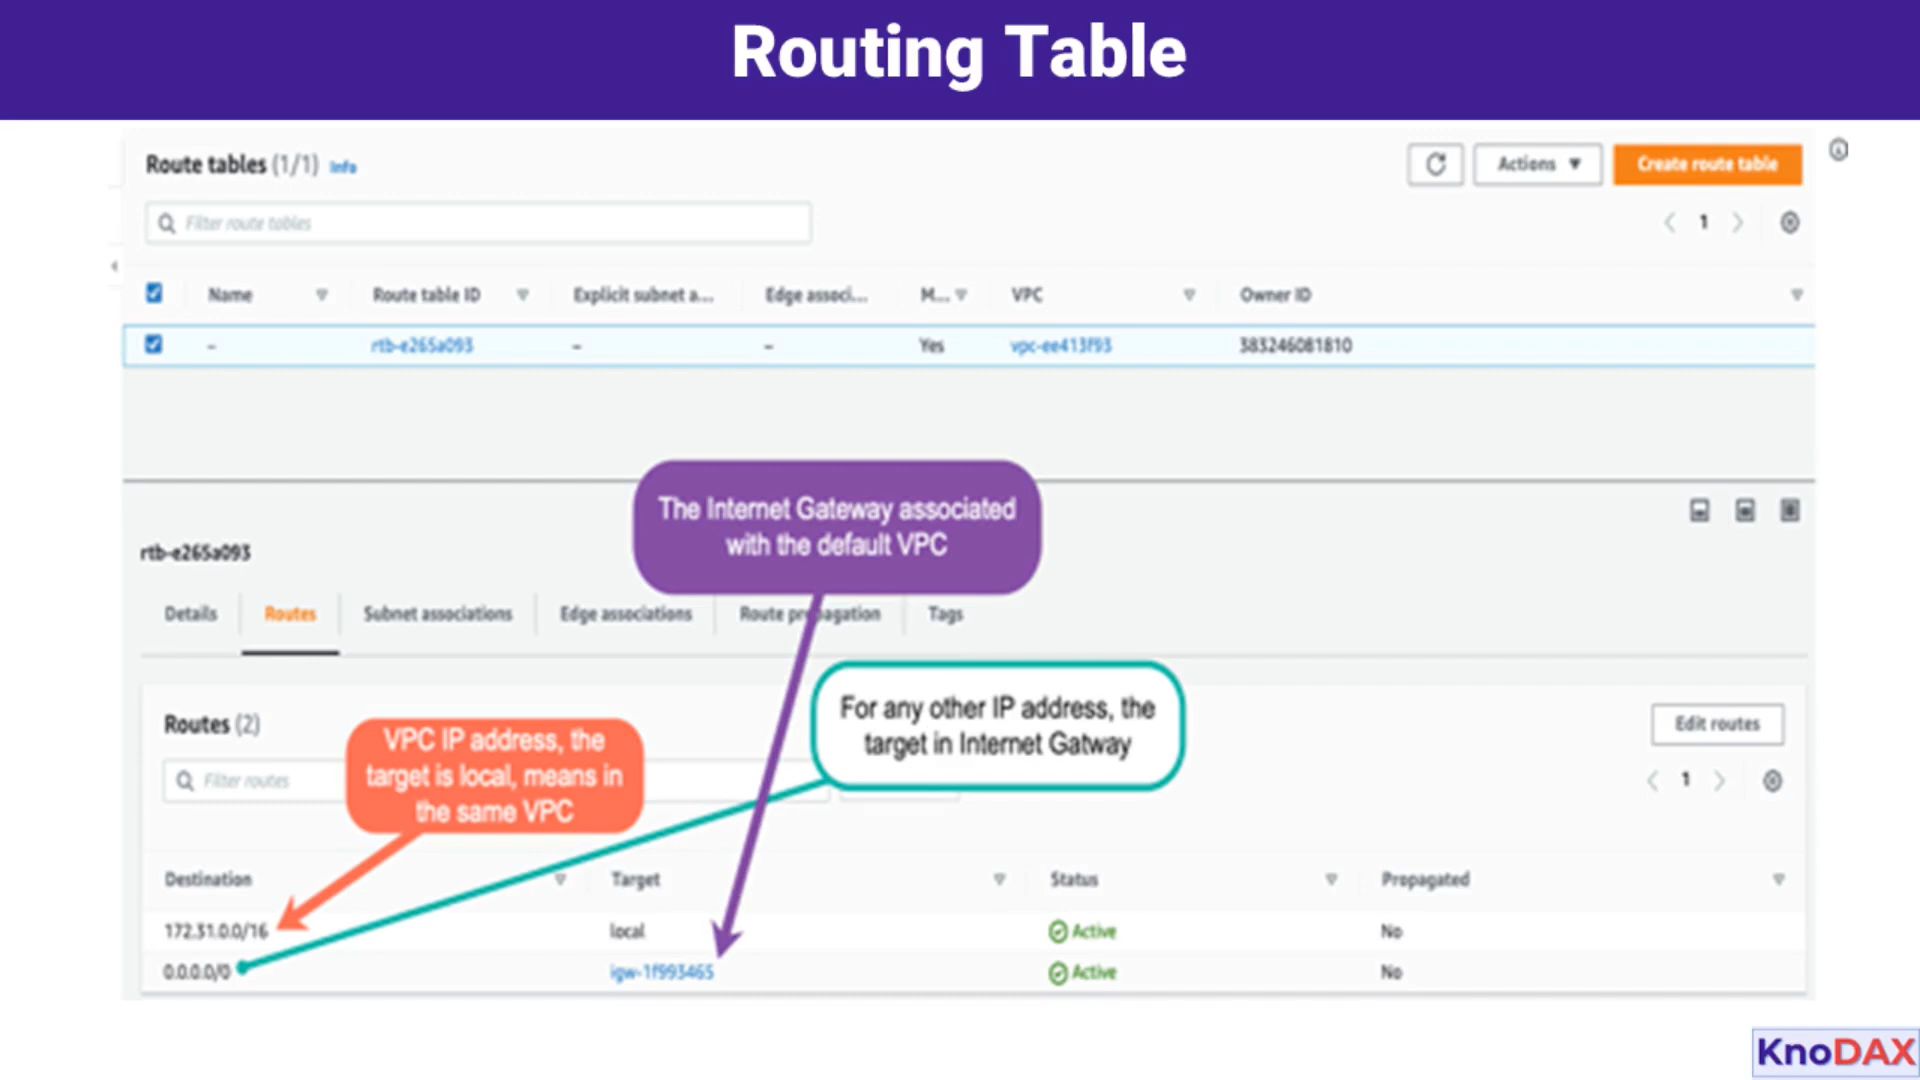 Routing Table
Route tables (1/1) Info
Actions
Create route table
Filter route tables
1
Name Route table ID Explicit subnet a... Edge associ... M... VPC Owner ID
- rtb-e265a093 - - Yes vpc-ee413f93 383246081810
The Internet Gateway associated
with the default VPC
rtb-e265a093
Details Routes Subnet associations Edge associations Route propagation Tags
For any other IP address, the
target in Internet Gatway
Routes (2)
Edit routes
VPC IP address, the
target is local, means in
the same VPC
Filter routes
1
Destination Target Status Propagated
172.31.0.0/16 local Active No
0.0.0.0/0 igw-1f993465 Active No
KnoDAX